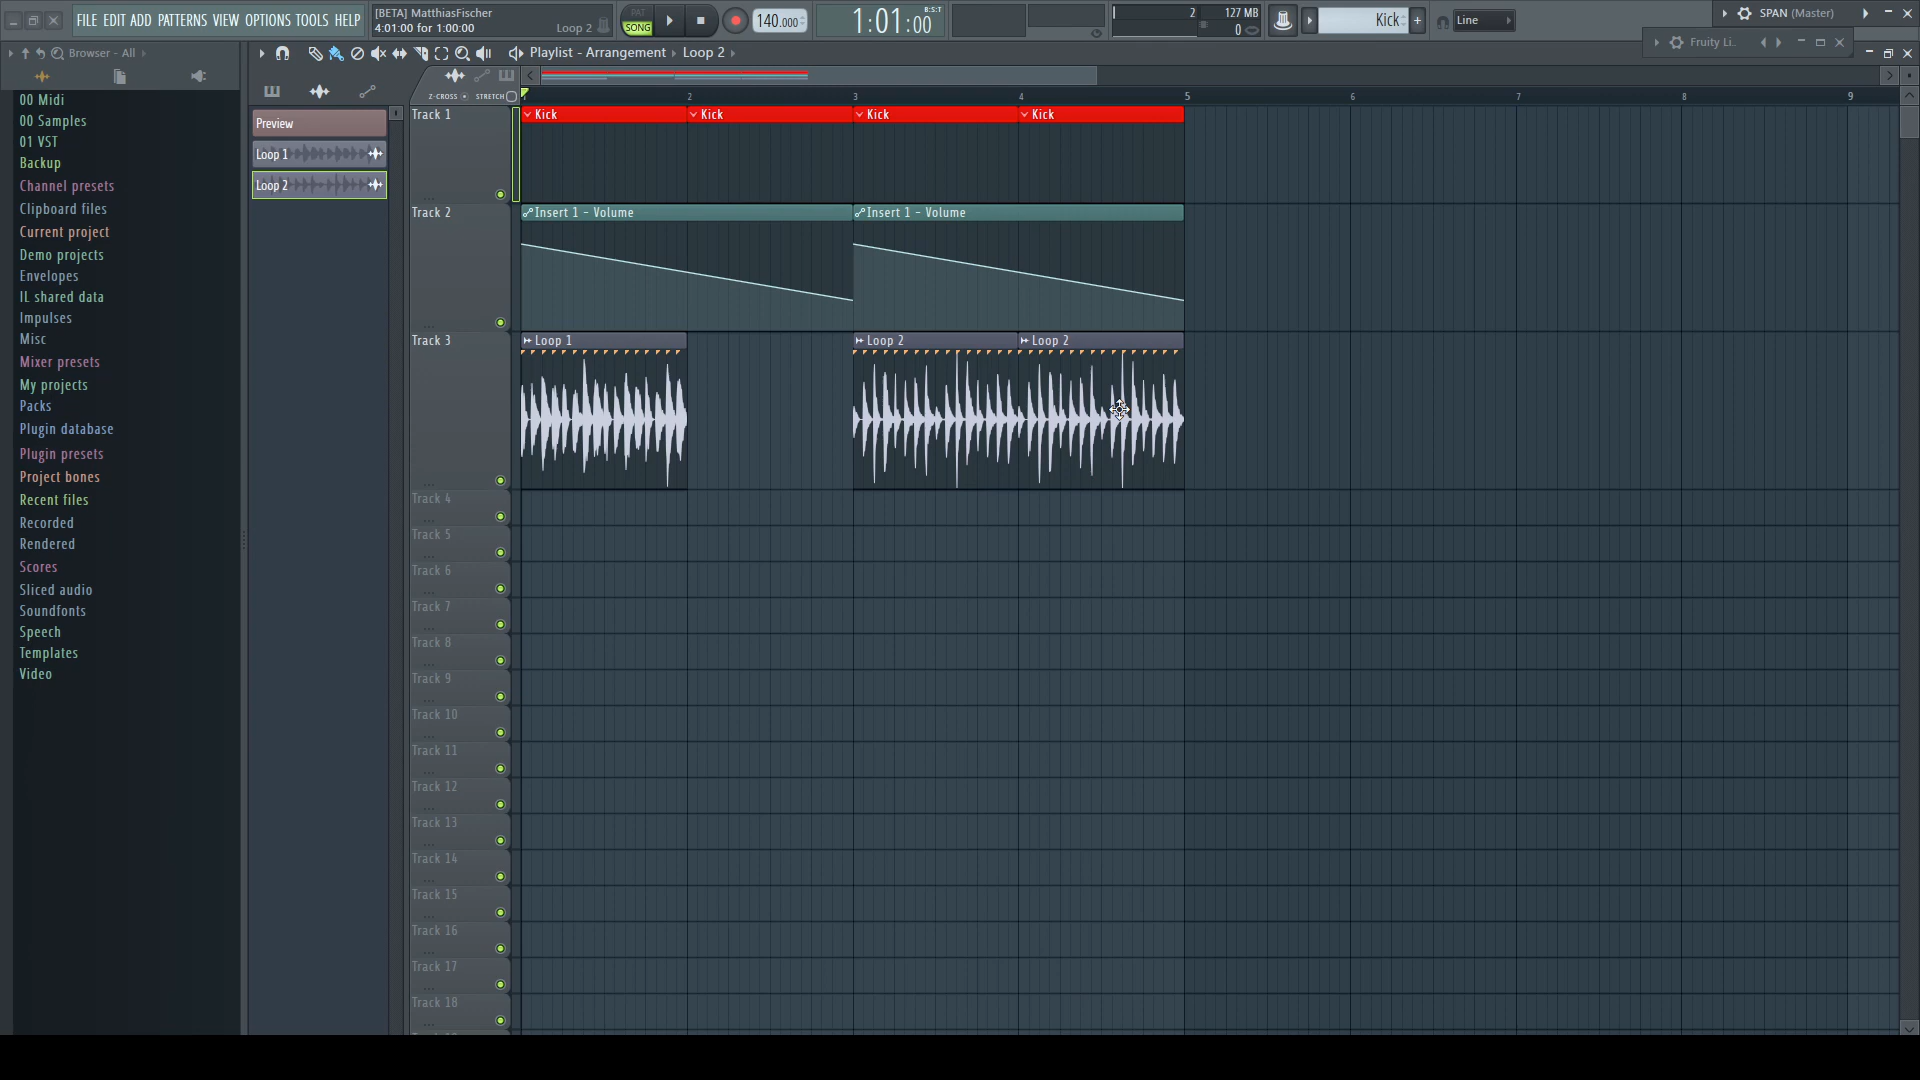 FILE EDIT ADD PATTERNS VIEW OPTIONS TOOLS HELP
[BETA] MatthiasFischer
4:01:00 for 1:00:00
Loop 2
PAT
SONG
140.000
1:01:00
B:S:T
2
127 MB
0
Kick
Line
SPAN (Master)
Fruity Li..
Browser - All
Playlist - Arrangement
Loop 2
Z-CROSS
STRETCH
1 2 3 4 5 6 7 8 9
00 Midi
00 Samples
01 VST
Backup
Channel presets
Clipboard files
Current project
Demo projects
Envelopes
IL shared data
Impulses
Misc
Mixer presets
My projects
Packs
Plugin database
Plugin presets
Project bones
Recent files
Recorded
Rendered
Scores
Sliced audio
Soundfonts
Speech
Templates
Video
Preview
Loop 1
Loop 2
Track 1
Kick
Kick
Kick
Kick
Track 2
Insert 1 - Volume
Insert 1 - Volume
Track 3
Loop 1
Loop 2
Loop 2
Track 4
Track 5
Track 6
Track 7
Track 8
Track 9
Track 10
Track 11
Track 12
Track 13
Track 14
Track 15
Track 16
Track 17
Track 18